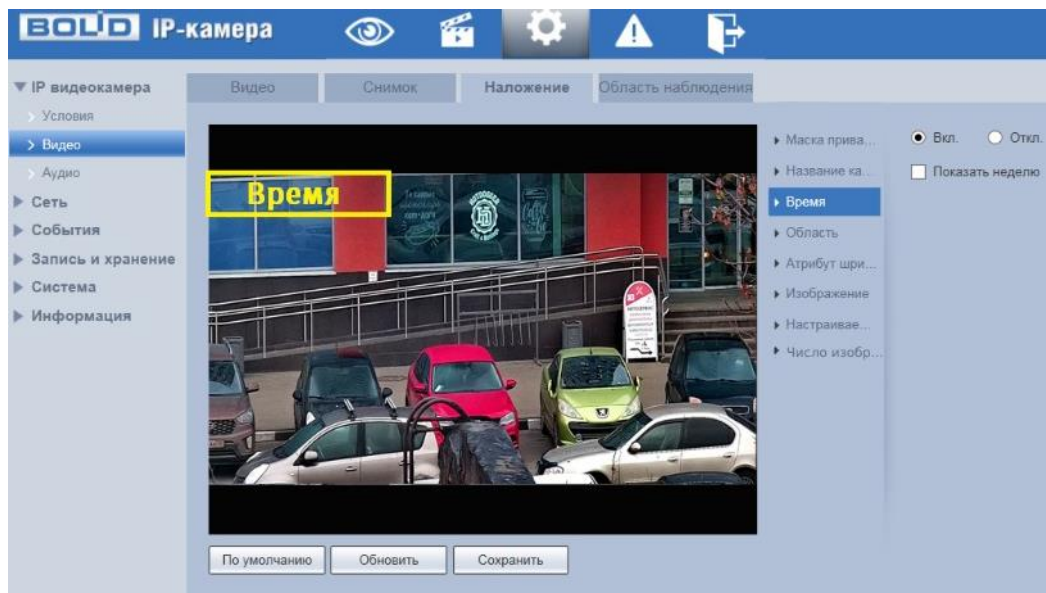 BOLID IP-камера
IP видеокамера
Условия
Видео
Аудио
Сеть
События
Запись и хранение
Система
Информация
Видео
Снимок
Наложение
Область наблюдения
Время
АВТОСЕРВИС
Маска прива...
Название ка...
Время
Область
Атрибут шри...
Изображение
Настраивае...
Число изобр...
Вкл.
Откл.
Показать неделю
По умолчанию
Обновить
Сохранить